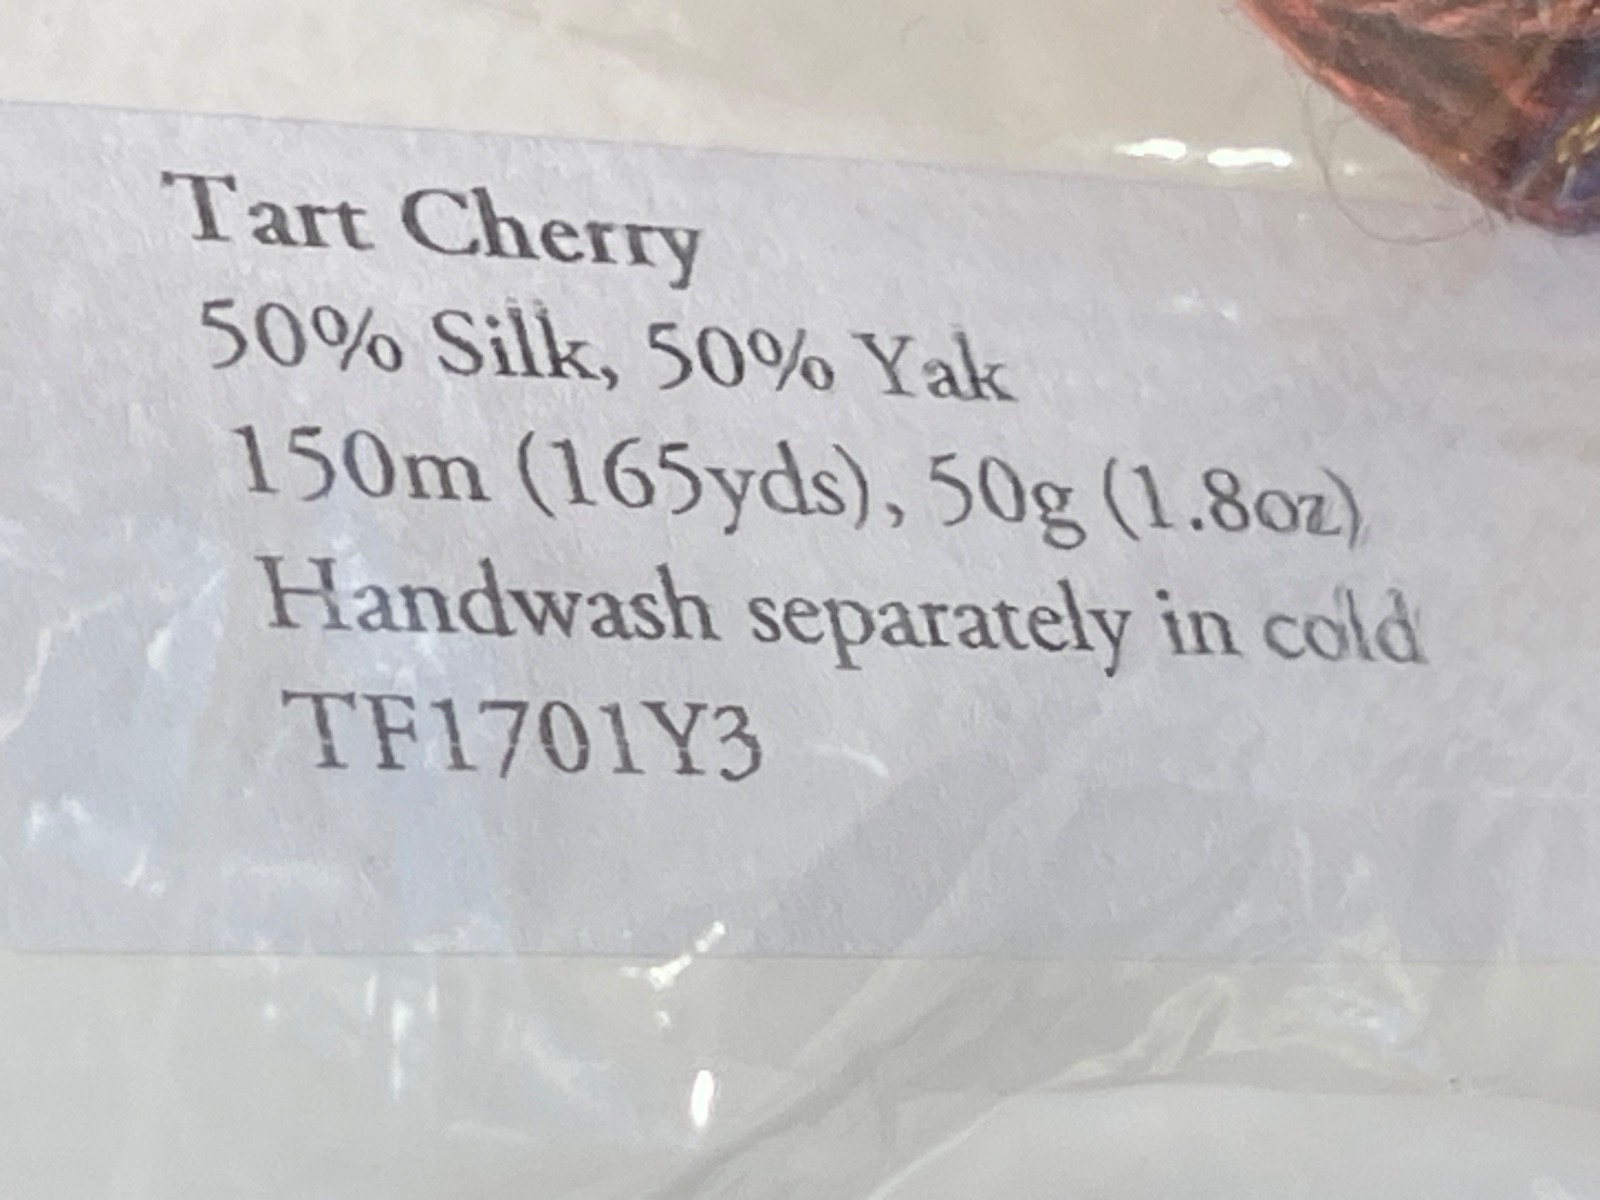 Tart Cherry
50% Silk, 50% Yak
150m (165yds), 50g (1.8oz)
Handwash separately in cold
TF1701Y3